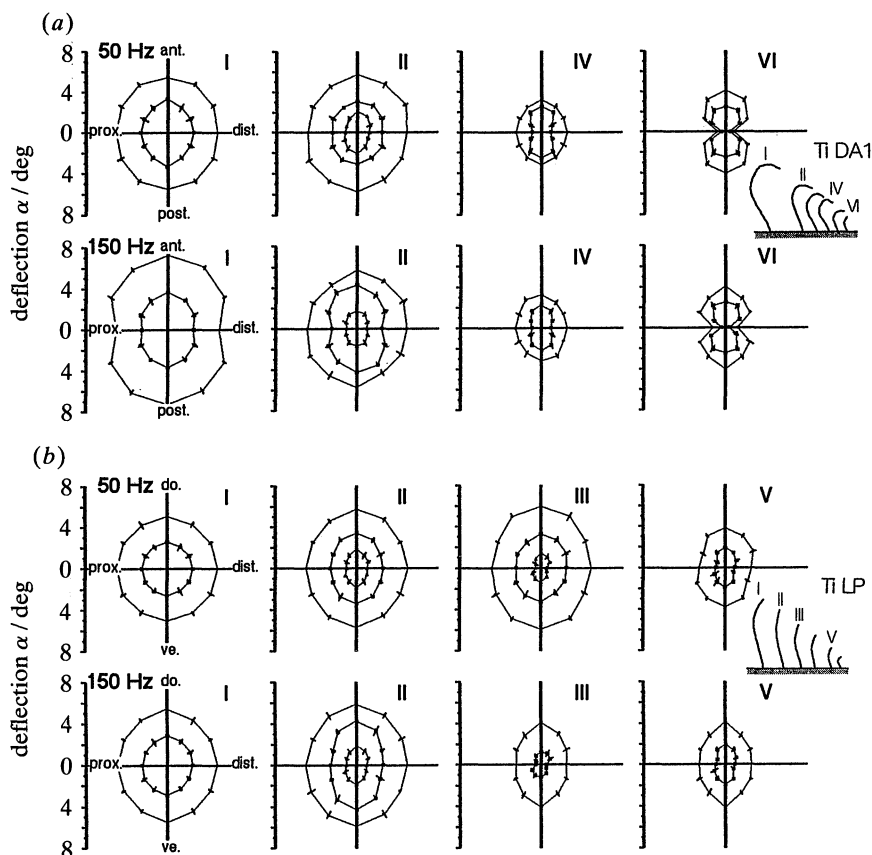 (a)
50 Hz ant. I II IV VI
8
4
0
4
8
prox. dist.
post.
Ti DA1
I
II
IV
VI
150 Hz ant. I II IV VI
8
4
0
4
8
prox. dist.
post.
deflection α / deg
(b)
50 Hz do. I II III V
8
4
0
4
8
prox. dist.
ve.
Ti LP
I
II
III
V
150 Hz do. I II III V
8
4
0
4
8
prox. dist.
ve.
deflection α / deg